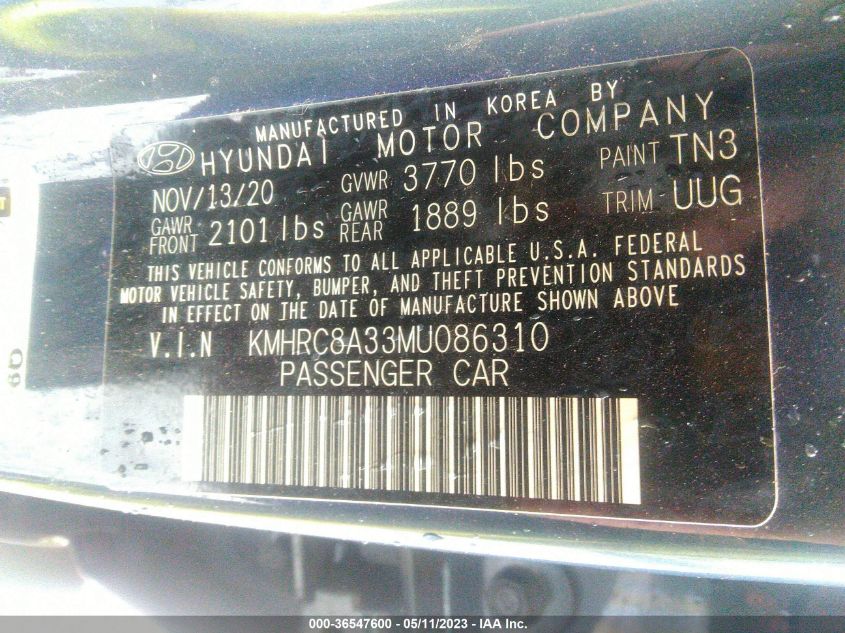 MANUFACTURED IN KOREA BY
HYUNDAI MOTOR COMPANY
NOV/13/20 GVWR 3770 lbs PAINT TN3
GAWR FRONT 2101 lbs GAWR REAR 1889 lbs TRIM UUG
THIS VEHICLE CONFORMS TO ALL APPLICABLE U.S.A. FEDERAL
MOTOR VEHICLE SAFETY, BUMPER, AND THEFT PREVENTION STANDARDS
IN EFFECT ON THE DATE OF MANUFACTURE SHOWN ABOVE
V.I.N KMHRC8A33MU086310
PASSENGER CAR
000-36547600 - 05/11/2023 - IAA Inc.